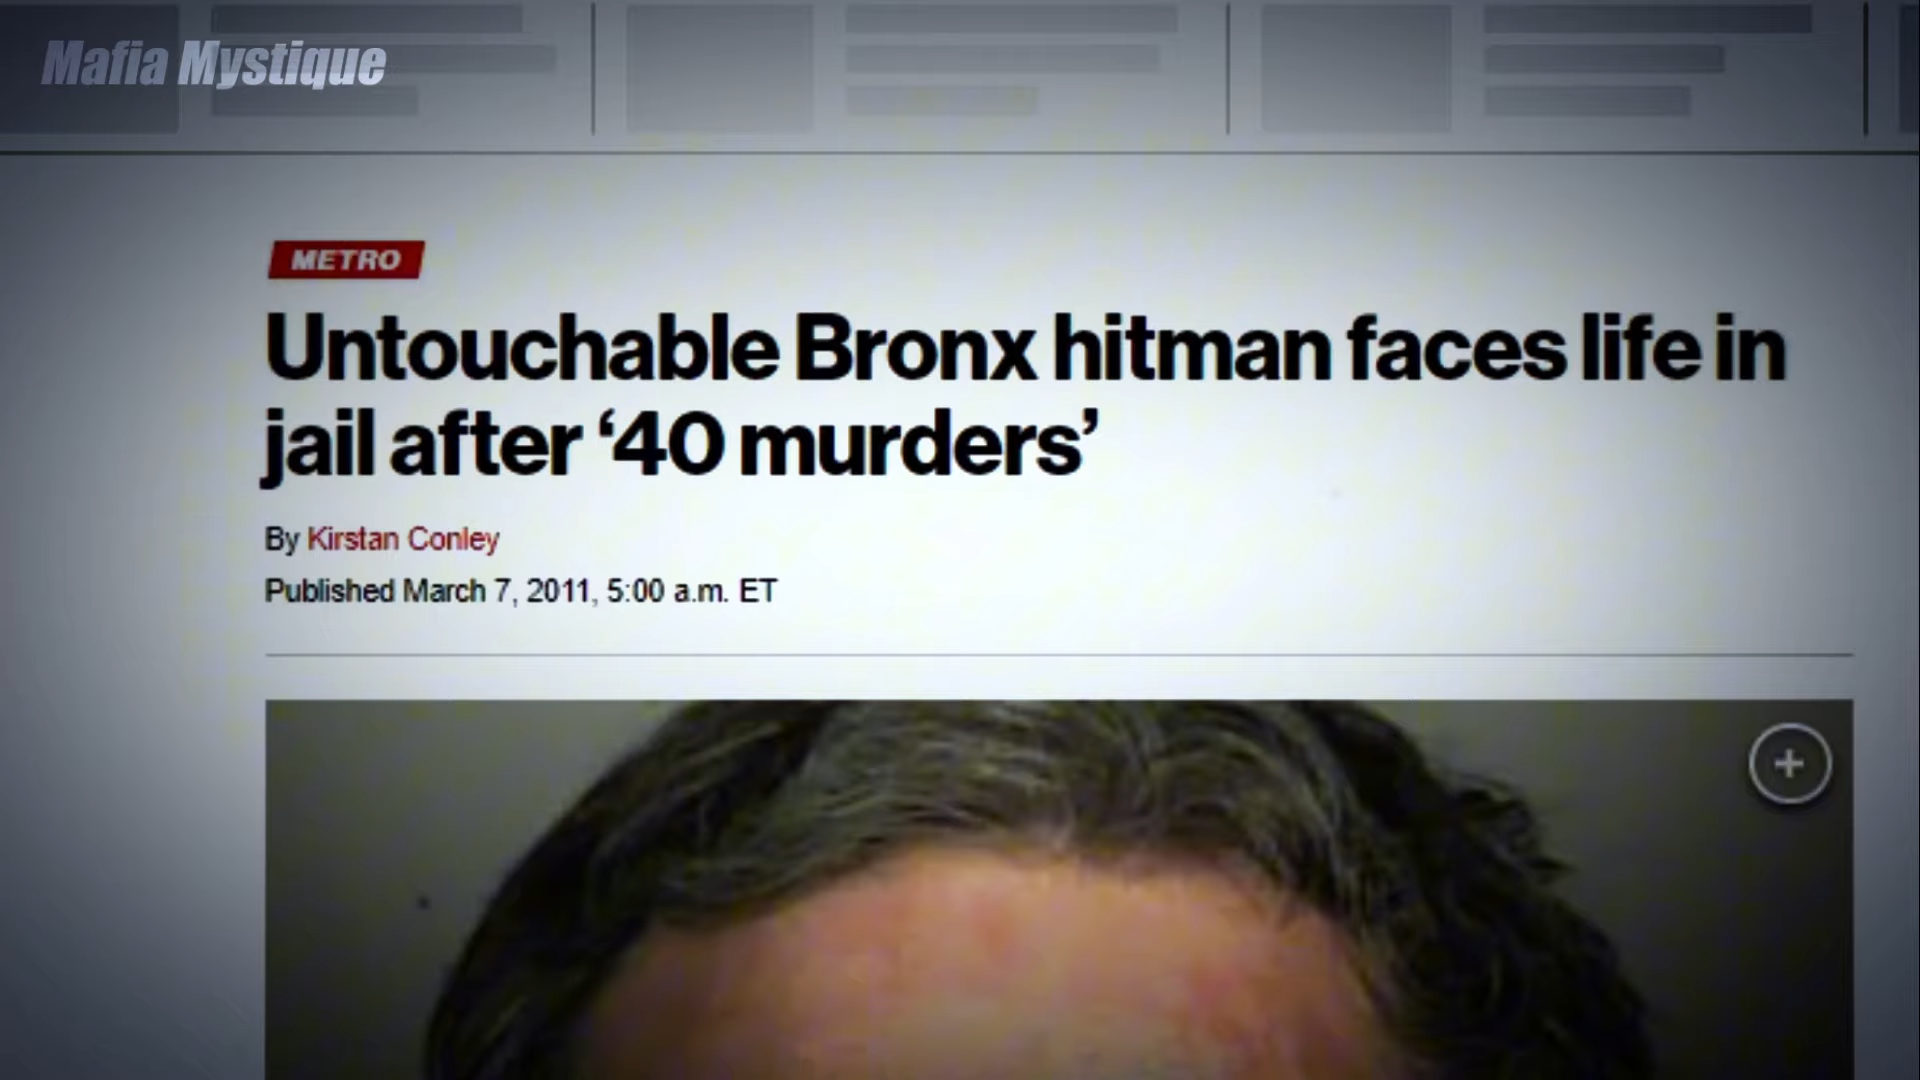 Mafia Mystique
METRO
Untouchable Bronx hitman faces life in
jail after ‘40 murders’
By Kirstan Conley
Published March 7, 2011, 5:00 a.m. ET